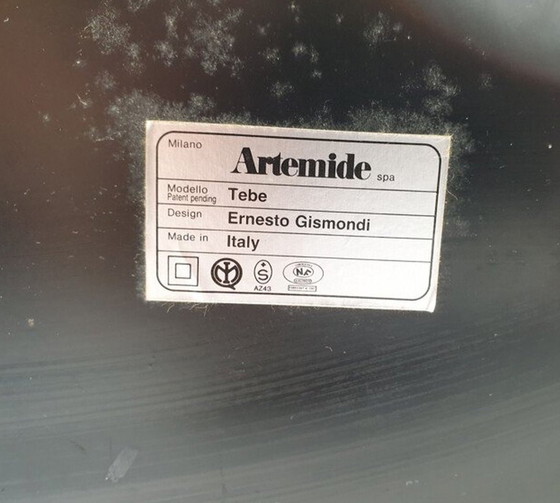 Milano
Artemide spa
Modello Tebe
Patent pending
Design Ernesto Gismondi
Made in Italy
AZ43